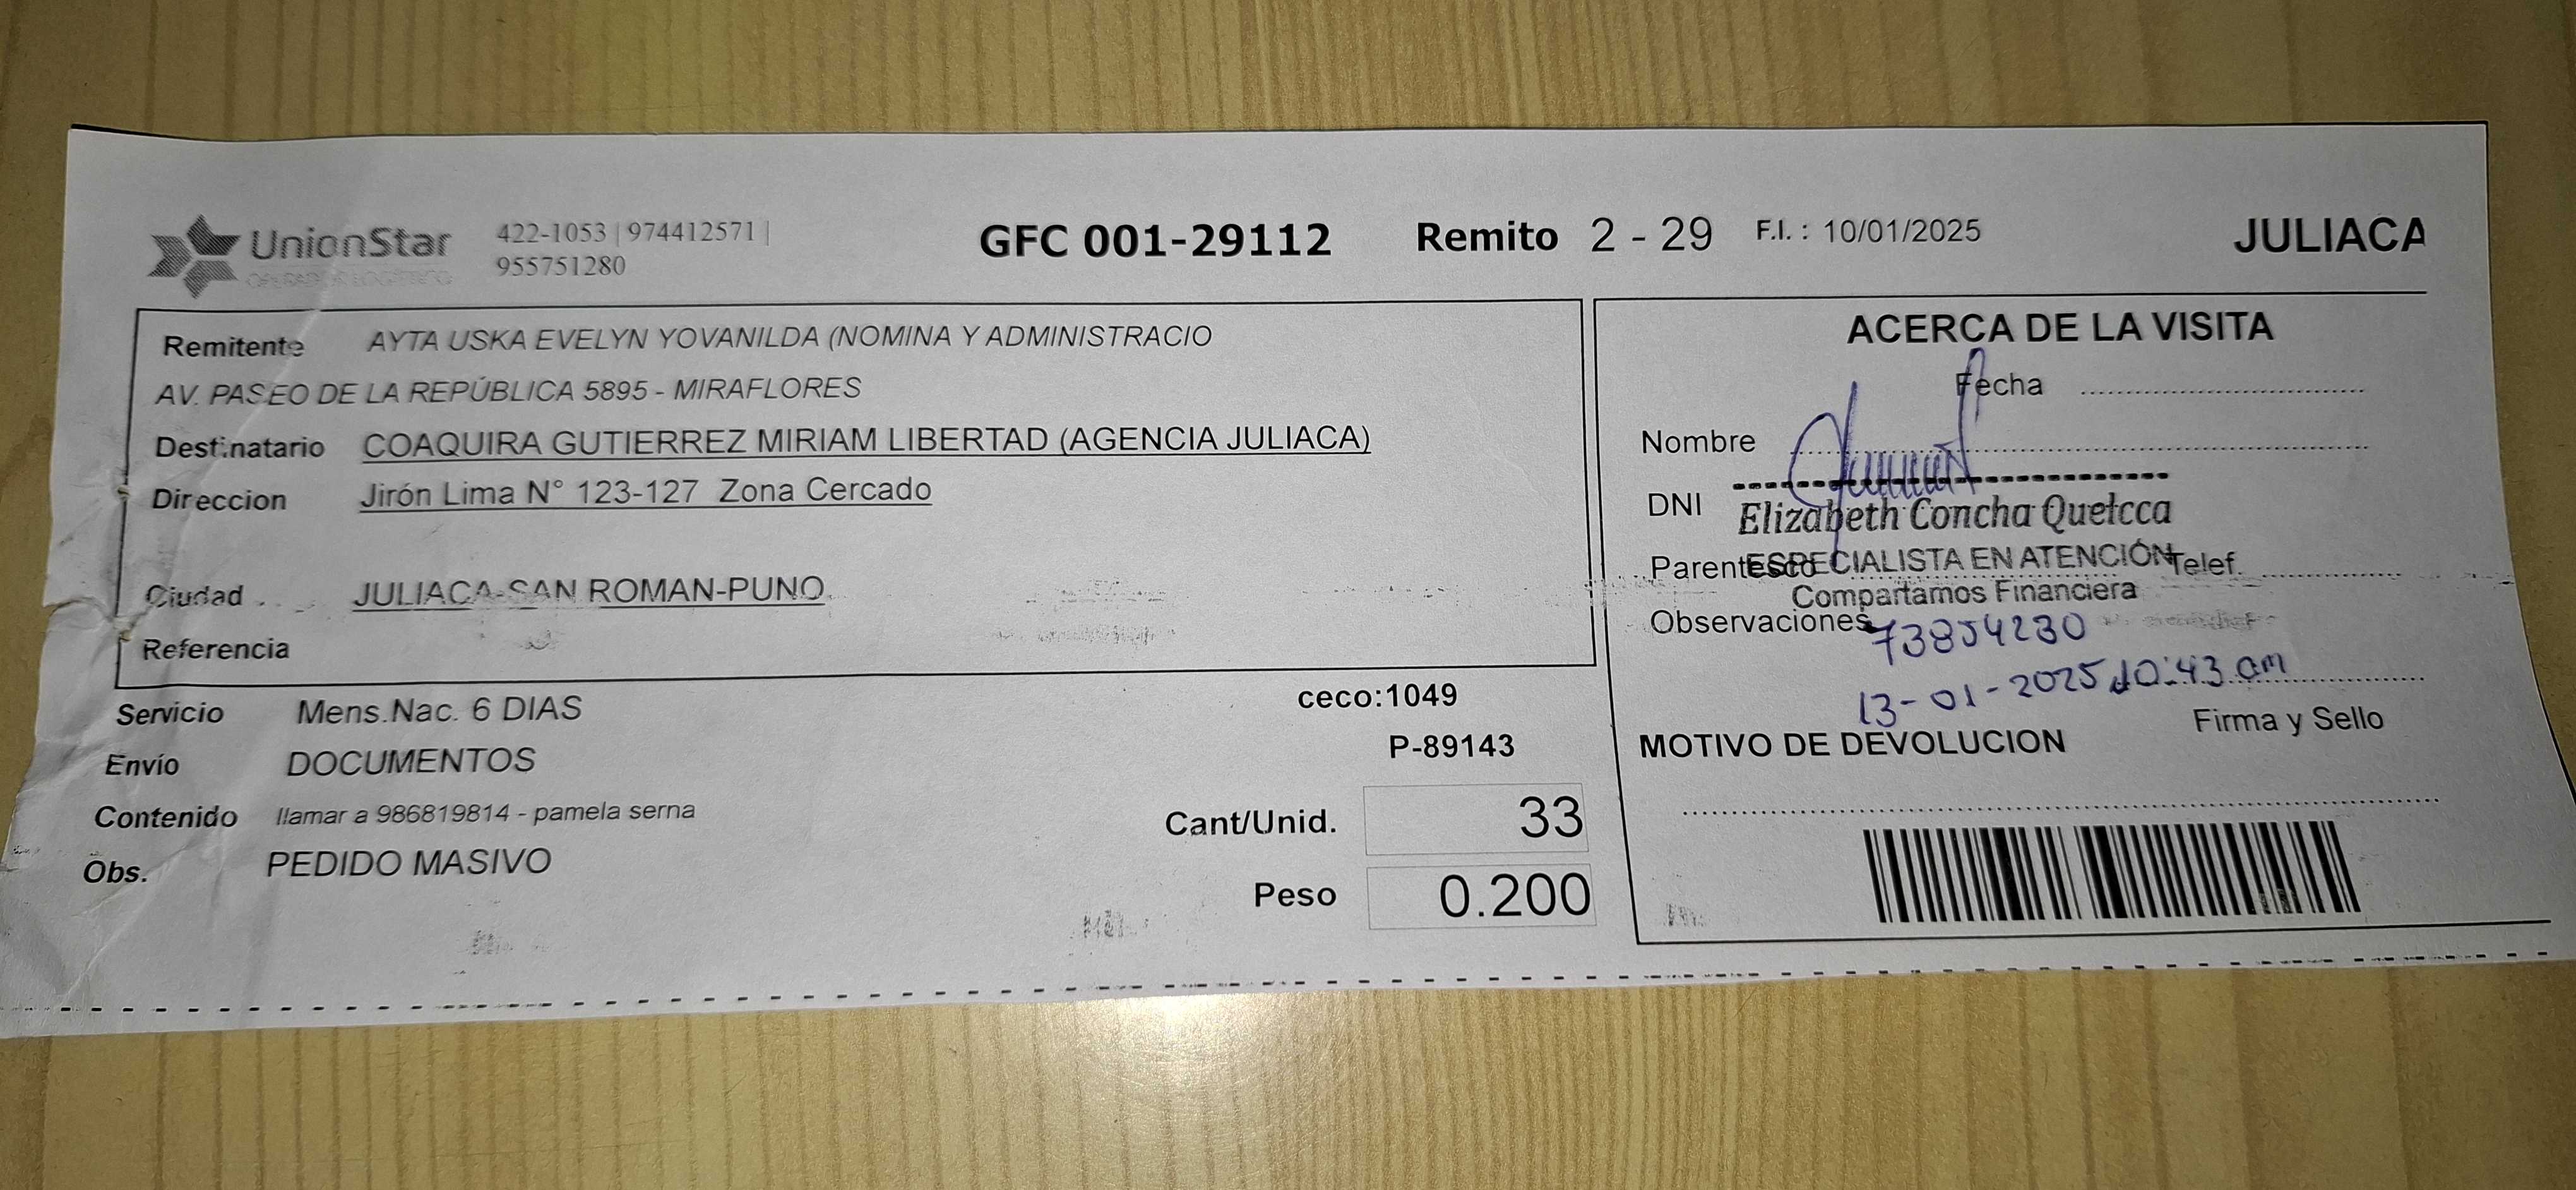 UnionStar
OPERADOR LOGÍSTICO
422-1053 | 974412571 |
955751280
GFC 001-29112
Remito 2 - 29
F.I. : 10/01/2025
JULIACA
Remitente AYTA USKA EVELYN YOVANILDA (NOMINA Y ADMINISTRACIO
AV. PASEO DE LA REPÚBLICA 5895 - MIRAFLORES
Destinatario COAQUIRA GUTIERREZ MIRIAM LIBERTAD (AGENCIA JULIACA)
Direccion Jirón Lima N° 123-127 Zona Cercado
Ciudad JULIACA-SAN ROMAN-PUNO
Referencia
Servicio Mens.Nac. 6 DIAS
Envío DOCUMENTOS
Contenido llamar a 986819814 - pamela serna
Obs. PEDIDO MASIVO
ceco:1049
P-89143
Cant/Unid. 33
Peso 0.200
ACERCA DE LA VISITA
Fecha
Nombre
DNI
Elizabeth Concha Quelcca
Parentesco
ESPECIALISTA EN ATENCIÓN
Telef.
Compartamos Financiera
Observaciones
73854230
13-01-2025 10:43 am
Firma y Sello
MOTIVO DE DEVOLUCION